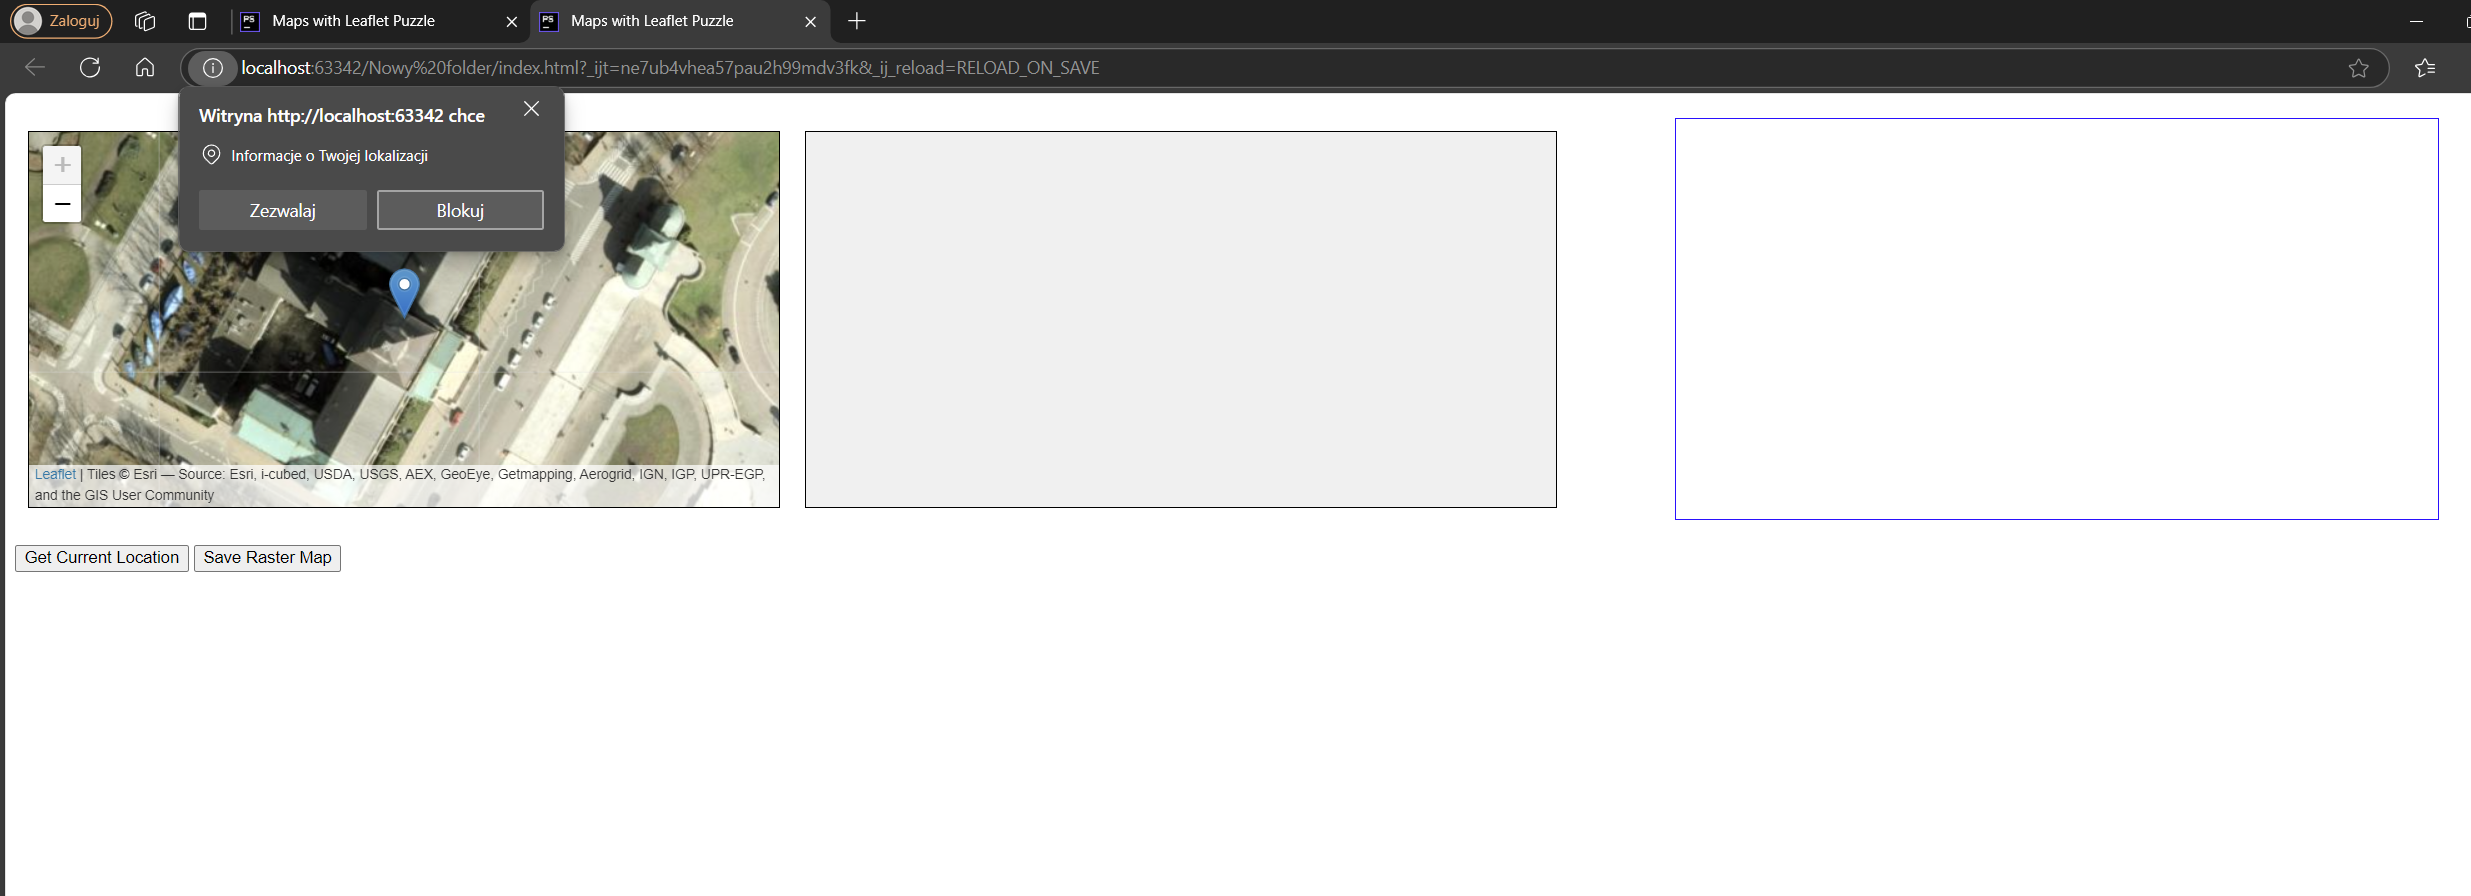 Zaloguj
Maps with Leaflet Puzzle
Maps with Leaflet Puzzle
localhost:63342/Nowy%20folder/index.html?_ijt=ne7ub4vhea57pau2h99mdv3fk&_ij_reload=RELOAD_ON_SAVE
Witryna http://localhost:63342 chce
Informacje o Twojej lokalizacji
Zezwalaj
Blokuj
+
−
Leaflet | Tiles © Esri — Source: Esri, i-cubed, USDA, USGS, AEX, GeoEye, Getmapping, Aerogrid, IGN, IGP, UPR-EGP,
and the GIS User Community
Get Current Location
Save Raster Map